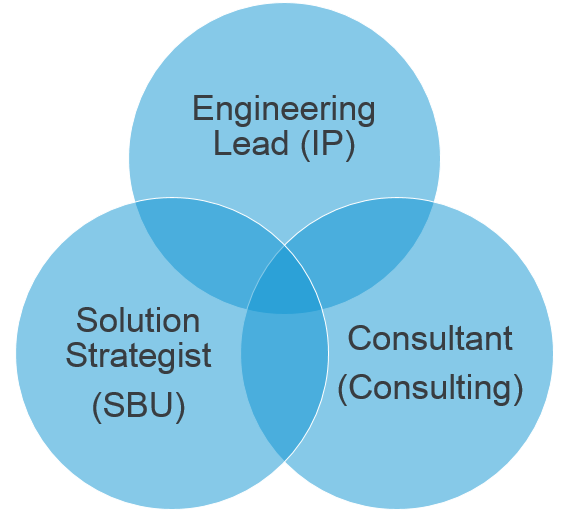 Engineering
Lead (IP)
Solution
Strategist
(SBU)
Consultant
(Consulting)